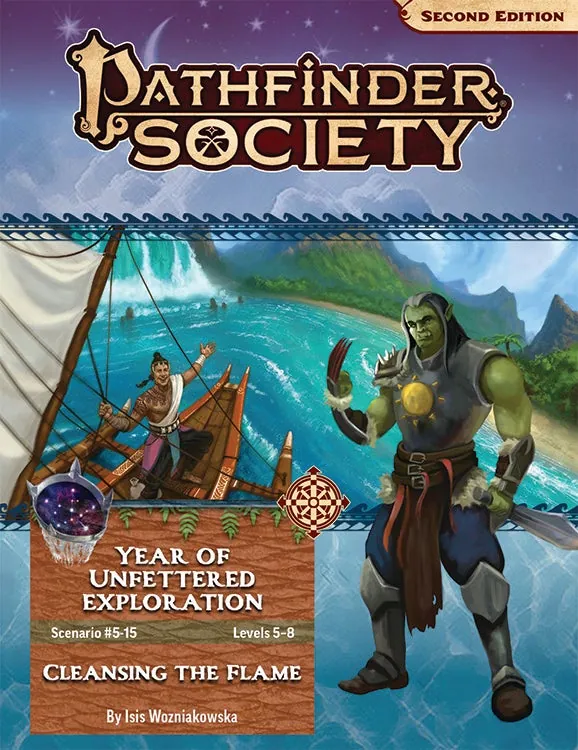 SECOND EDITION
PATHFINDER
SOCIETY
®
YEAR OF
UNFETTERED
EXPLORATION
Scenario #5-15 Levels 5–8
CLEANSING THE FLAME
By Isis Wozniakowska